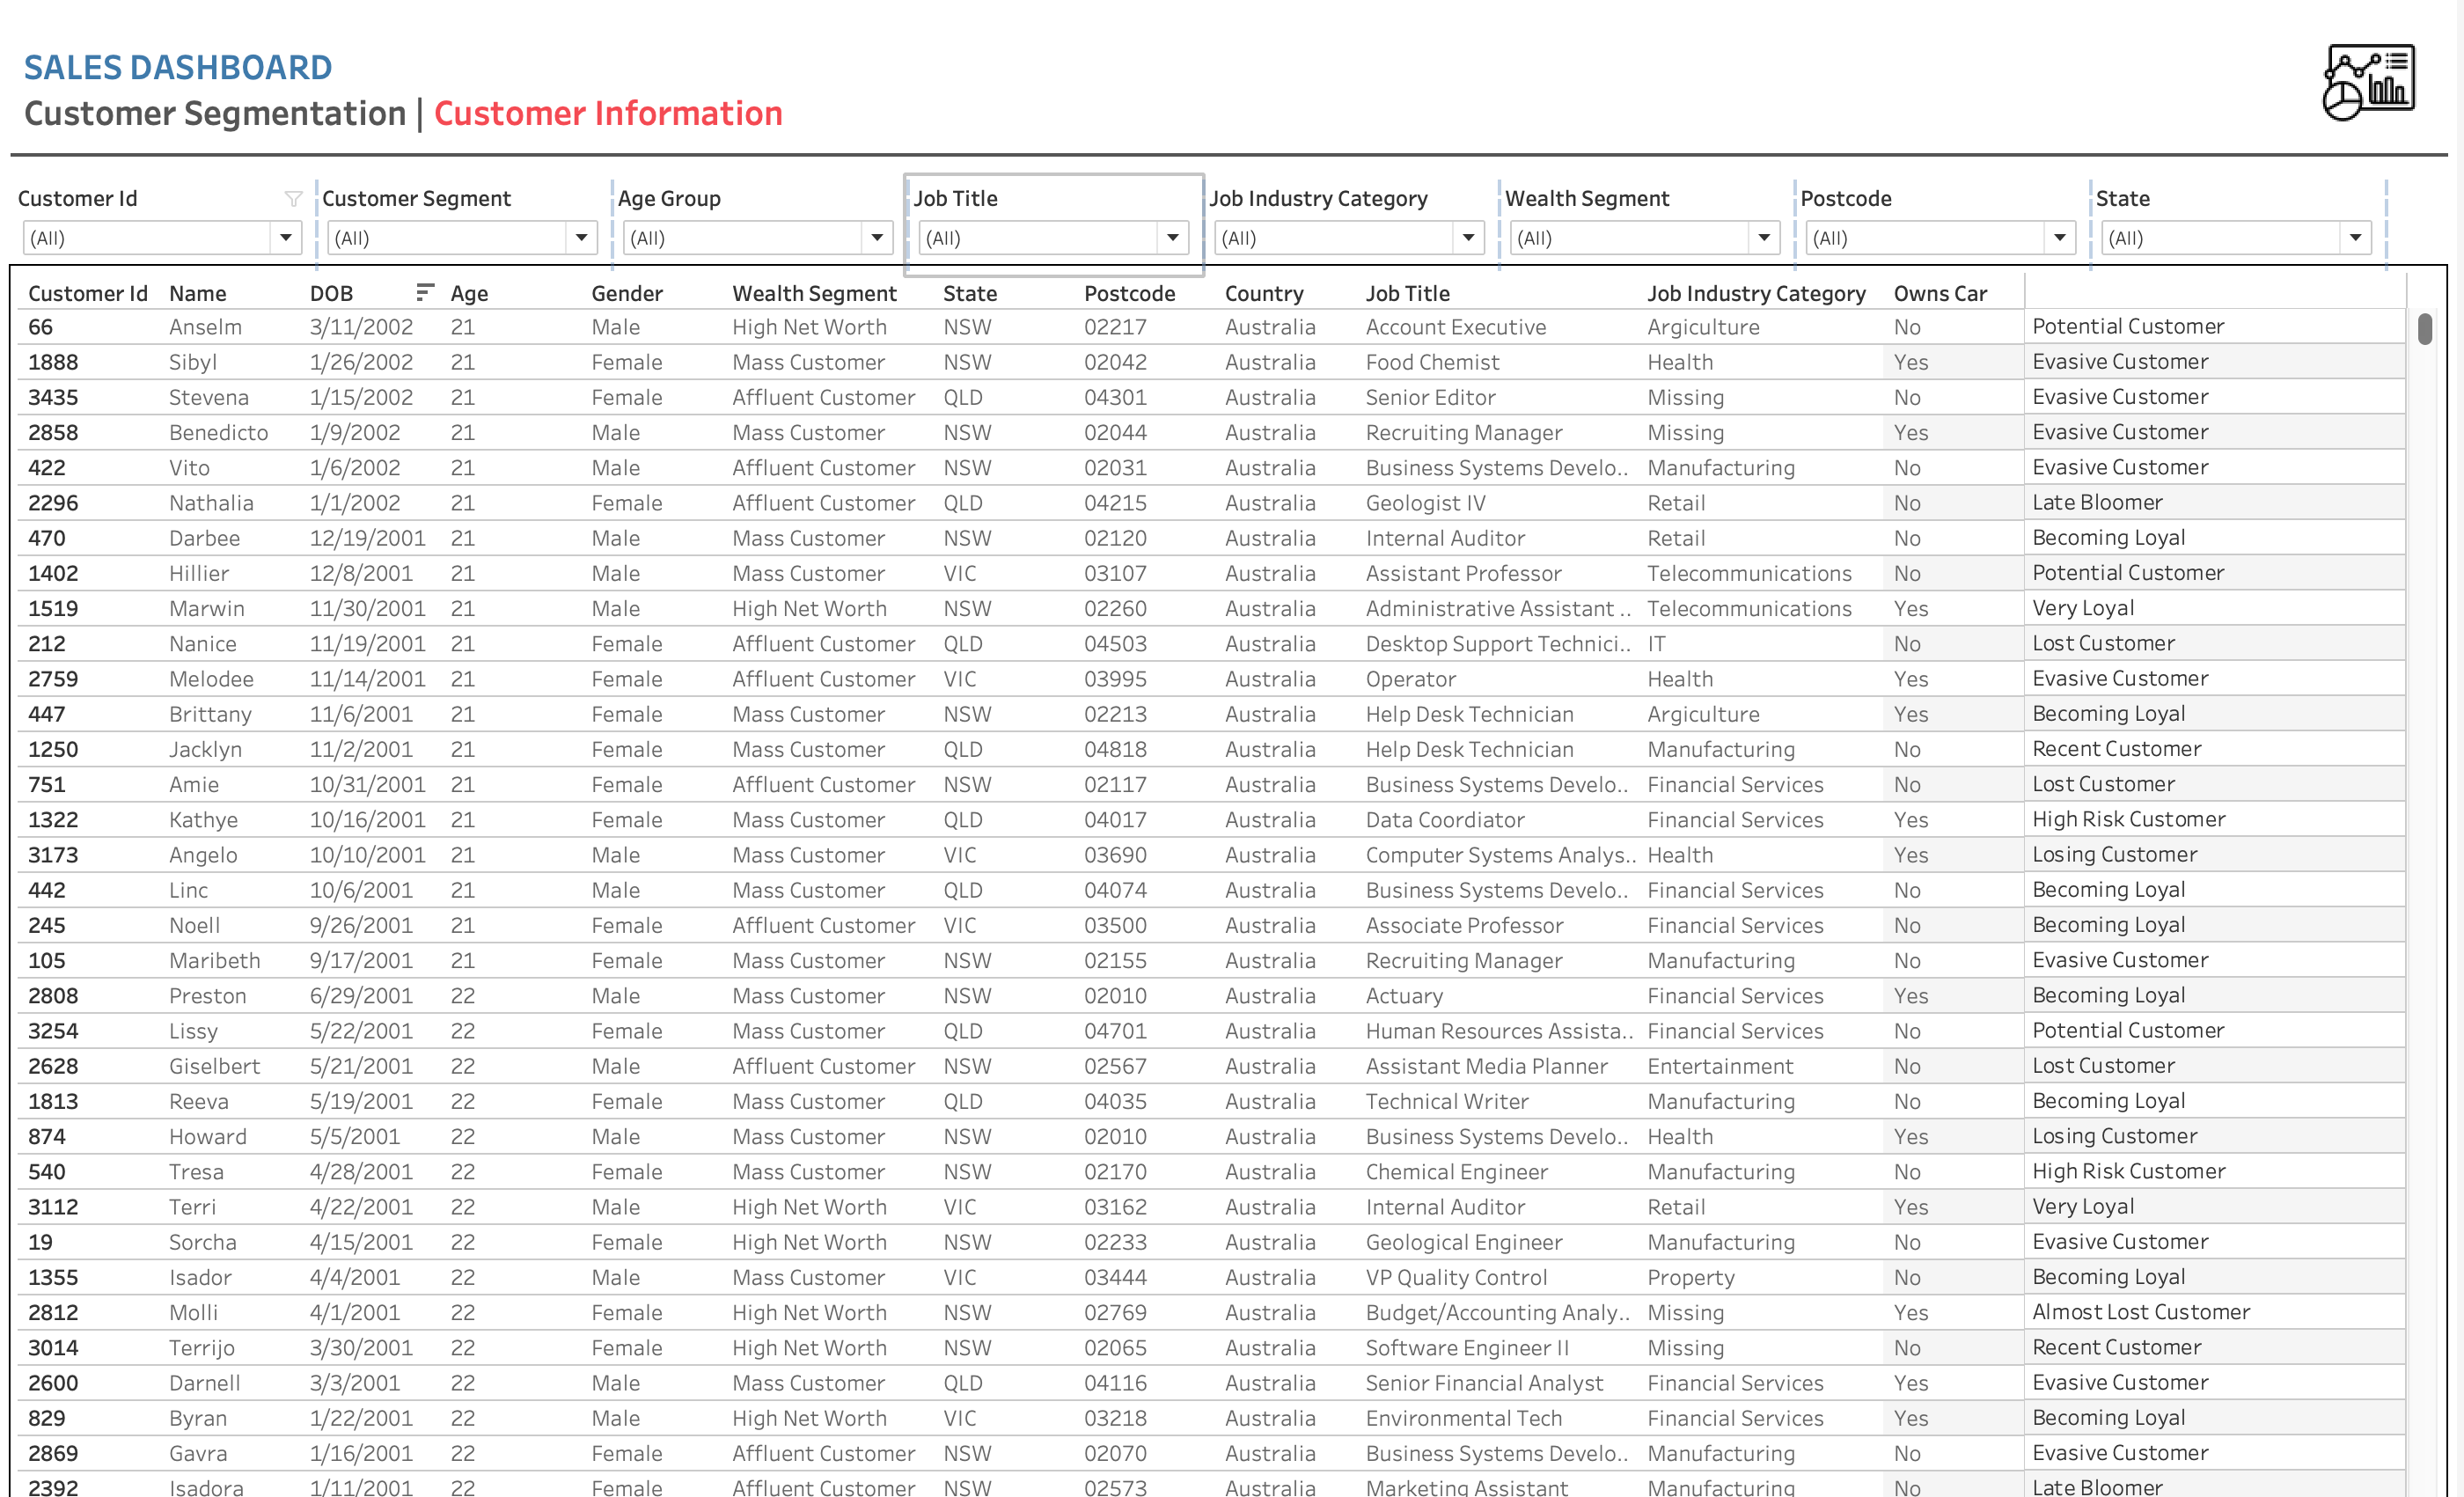 SALES DASHBOARD
Customer Segmentation | Customer Information
Customer Id Customer Segment Age Group Job Title Job Industry Category Wealth Segment Postcode State
(All) (All) (All) (All) (All) (All) (All) (All)
Customer Id Name DOB Age Gender Wealth Segment State Postcode Country Job Title Job Industry Category Owns Car
66 Anselm 3/11/2002 21 Male High Net Worth NSW 02217 Australia Account Executive Argiculture No Potential Customer
1888 Sibyl 1/26/2002 21 Female Mass Customer NSW 02042 Australia Food Chemist Health Yes Evasive Customer
3435 Stevena 1/15/2002 21 Female Affluent Customer QLD 04301 Australia Senior Editor Missing No Evasive Customer
2858 Benedicto 1/9/2002 21 Male Mass Customer NSW 02044 Australia Recruiting Manager Missing Yes Evasive Customer
422 Vito 1/6/2002 21 Male Affluent Customer NSW 02031 Australia Business Systems Develo.. Manufacturing No Evasive Customer
2296 Nathalia 1/1/2002 21 Female Affluent Customer QLD 04215 Australia Geologist IV Retail No Late Bloomer
470 Darbee 12/19/2001 21 Male Mass Customer NSW 02120 Australia Internal Auditor Retail No Becoming Loyal
1402 Hillier 12/8/2001 21 Male Mass Customer VIC 03107 Australia Assistant Professor Telecommunications No Potential Customer
1519 Marwin 11/30/2001 21 Male High Net Worth NSW 02260 Australia Administrative Assistant .. Telecommunications Yes Very Loyal
212 Nanice 11/19/2001 21 Female Affluent Customer QLD 04503 Australia Desktop Support Technici.. IT No Lost Customer
2759 Melodee 11/14/2001 21 Female Affluent Customer VIC 03995 Australia Operator Health Yes Evasive Customer
447 Brittany 11/6/2001 21 Female Mass Customer NSW 02213 Australia Help Desk Technician Argiculture Yes Becoming Loyal
1250 Jacklyn 11/2/2001 21 Female Mass Customer QLD 04818 Australia Help Desk Technician Manufacturing No Recent Customer
751 Amie 10/31/2001 21 Female Affluent Customer NSW 02117 Australia Business Systems Develo.. Financial Services No Lost Customer
1322 Kathye 10/16/2001 21 Female Mass Customer QLD 04017 Australia Data Coordiator Financial Services Yes High Risk Customer
3173 Angelo 10/10/2001 21 Male Mass Customer VIC 03690 Australia Computer Systems Analys.. Health Yes Losing Customer
442 Linc 10/6/2001 21 Male Mass Customer QLD 04074 Australia Business Systems Develo.. Financial Services No Becoming Loyal
245 Noell 9/26/2001 21 Female Affluent Customer VIC 03500 Australia Associate Professor Financial Services No Becoming Loyal
105 Maribeth 9/17/2001 21 Female Mass Customer NSW 02155 Australia Recruiting Manager Manufacturing No Evasive Customer
2808 Preston 6/29/2001 22 Male Mass Customer NSW 02010 Australia Actuary Financial Services Yes Becoming Loyal
3254 Lissy 5/22/2001 22 Female Mass Customer QLD 04701 Australia Human Resources Assista.. Financial Services No Potential Customer
2628 Giselbert 5/21/2001 22 Male Affluent Customer NSW 02567 Australia Assistant Media Planner Entertainment No Lost Customer
1813 Reeva 5/19/2001 22 Female Mass Customer QLD 04035 Australia Technical Writer Manufacturing No Becoming Loyal
874 Howard 5/5/2001 22 Male Mass Customer NSW 02010 Australia Business Systems Develo.. Health Yes Losing Customer
540 Tresa 4/28/2001 22 Female Mass Customer NSW 02170 Australia Chemical Engineer Manufacturing No High Risk Customer
3112 Terri 4/22/2001 22 Male High Net Worth VIC 03162 Australia Internal Auditor Retail Yes Very Loyal
19 Sorcha 4/15/2001 22 Female High Net Worth NSW 02233 Australia Geological Engineer Manufacturing No Evasive Customer
1355 Isador 4/4/2001 22 Male Mass Customer VIC 03444 Australia VP Quality Control Property No Becoming Loyal
2812 Molli 4/1/2001 22 Female High Net Worth NSW 02769 Australia Budget/Accounting Analy.. Missing Yes Almost Lost Customer
3014 Terrijo 3/30/2001 22 Female High Net Worth NSW 02065 Australia Software Engineer II Missing No Recent Customer
2600 Darnell 3/3/2001 22 Male Mass Customer QLD 04116 Australia Senior Financial Analyst Financial Services Yes Evasive Customer
829 Byran 1/22/2001 22 Male High Net Worth VIC 03218 Australia Environmental Tech Financial Services Yes Becoming Loyal
2869 Gavra 1/16/2001 22 Female Affluent Customer NSW 02070 Australia Business Systems Develo.. Manufacturing No Evasive Customer
2392 Isadora 1/11/2001 22 Female Affluent Customer NSW 02573 Australia Marketing Assistant Manufacturing No Late Bloomer